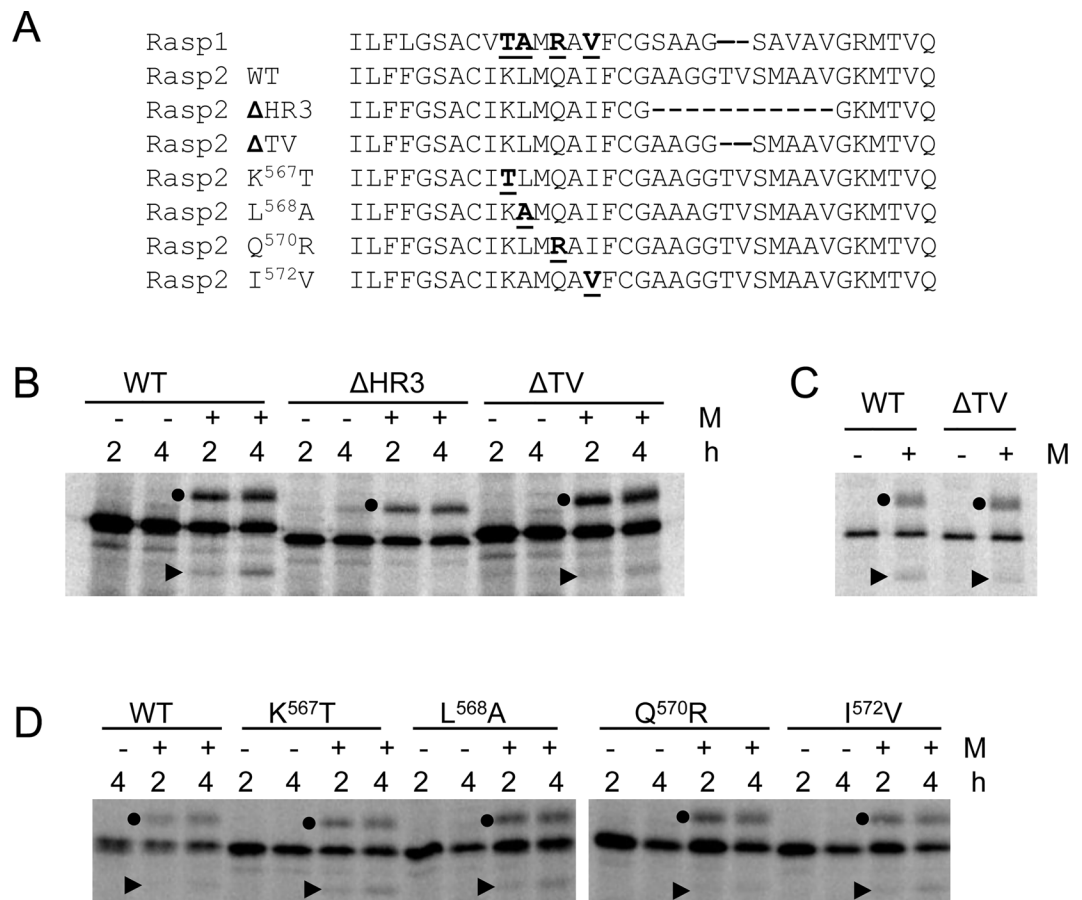 A
Rasp1 ILFLGSACVTAMRAVFCGSAAG--SAVAVGRMTVQ
Rasp2 WT ILFFGSACIKLMQAIFCGAAGGTVSMAAVGKMTVQ
Rasp2 ΔHR3 ILFFGSACIKLMQAIFCG-----------GKMTVQ
Rasp2 ΔTV ILFFGSACIKLMQAIFCGAAGG--SMAAVGKMTVQ
Rasp2 K567T ILFFGSACITLMQAIFCGAAGGTVSMAAVGKMTVQ
Rasp2 L568A ILFFGSACIKAMQAIFCGAAAGTVSMAAVGKMTVQ
Rasp2 Q570R ILFFGSACIKLMRAIFCGAAGGTVSMAAVGKMTVQ
Rasp2 I572V ILFFGSACIKAMQAVFCGAAGGTVSMAAVGKMTVQ
B
WT ΔHR3 ΔTV
- - + + - - + + - - + + M
2 4 2 4 2 4 2 4 2 4 2 4 h
C
WT ΔTV
- + - + M
D
WT K567T L568A Q570R I572V
- + + - - + + - - + + - - + + - - + + M
4 2 4 2 4 2 4 2 4 2 4 2 4 2 4 2 4 2 4 h